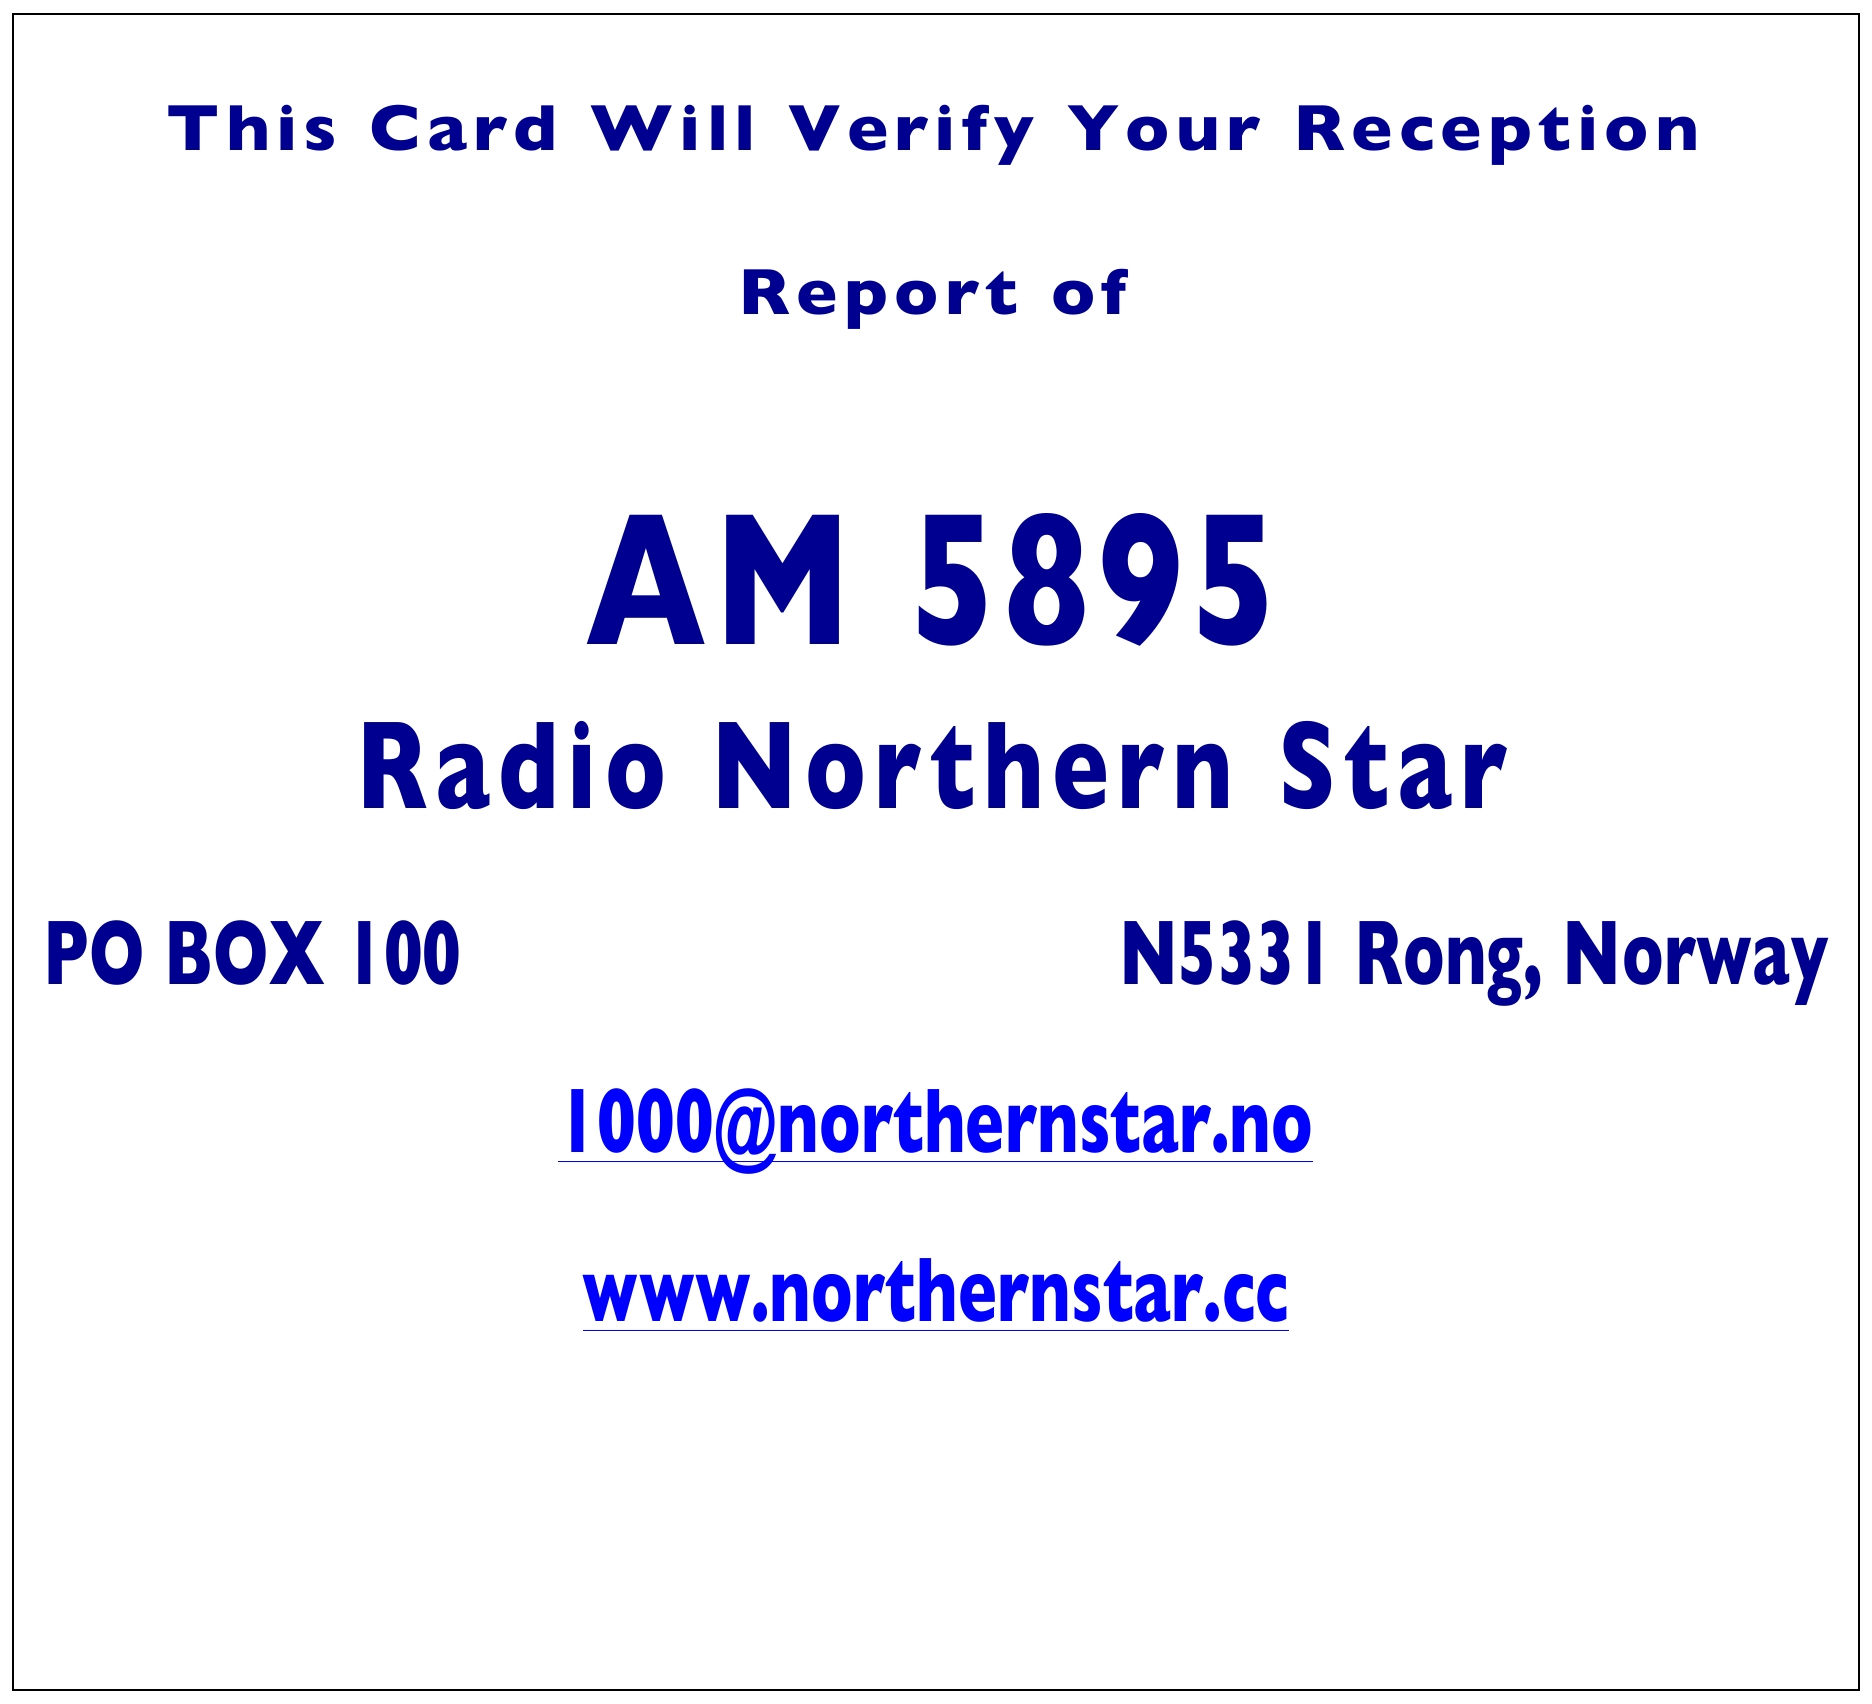 This Card Will Verify Your Reception
Report of
AM 5895
Radio Northern Star
PO BOX 100 N5331 Rong, Norway
1000@northernstar.no
www.northernstar.cc